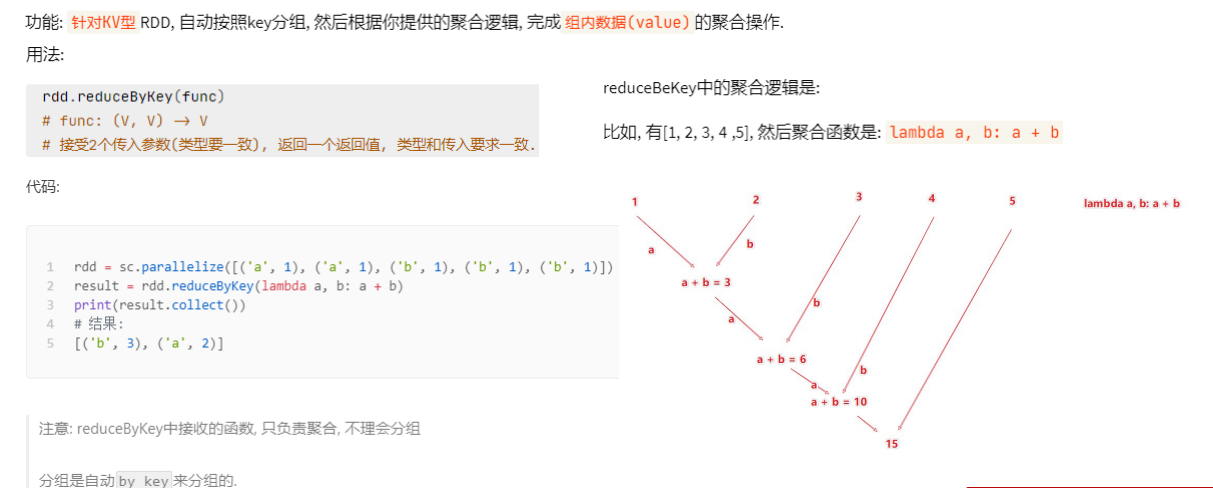 功能: 针对KV型 RDD, 自动按照key分组, 然后根据你提供的聚合逻辑, 完成 组内数据(value) 的聚合操作.
用法:
rdd.reduceByKey(func)
# func: (V, V) → V
# 接受2个传入参数(类型要一致), 返回一个返回值, 类型和传入要求一致.
代码:
1 rdd = sc.parallelize([('a', 1), ('a', 1), ('b', 1), ('b', 1), ('b', 1)])
2 result = rdd.reduceByKey(lambda a, b: a + b)
3 print(result.collect())
4 # 结果:
5 [('b', 3), ('a', 2)]
注意: reduceByKey中接收的函数, 只负责聚合, 不理会分组
分组是自动 by key 来分组的.
reduceBeKey中的聚合逻辑是:
比如, 有[1, 2, 3, 4 ,5], 然后聚合函数是: lambda a, b: a + b
1 2 3 4 5 lambda a, b: a + b
a b
a + b = 3
a b
a + b = 6
a b
a + b = 10
15